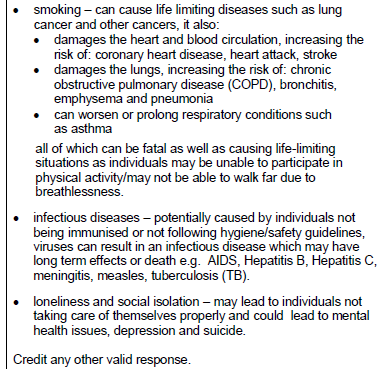 • smoking – can cause life limiting diseases such as lung
cancer and other cancers, it also:
• damages the heart and blood circulation, increasing the
risk of: coronary heart disease, heart attack, stroke
• damages the lungs, increasing the risk of: chronic
obstructive pulmonary disease (COPD), bronchitis,
emphysema and pneumonia
• can worsen or prolong respiratory conditions such
as asthma
all of which can be fatal as well as causing life-limiting
situations as individuals may be unable to participate in
physical activity/may not be able to walk far due to
breathlessness.
• infectious diseases – potentially caused by individuals not
being immunised or not following hygiene/safety guidelines,
viruses can result in an infectious disease which may have
long term effects or death e.g. AIDS, Hepatitis B, Hepatitis C,
meningitis, measles, tuberculosis (TB).
• loneliness and social isolation – may lead to individuals not
taking care of themselves properly and could lead to mental
health issues, depression and suicide.
Credit any other valid response.